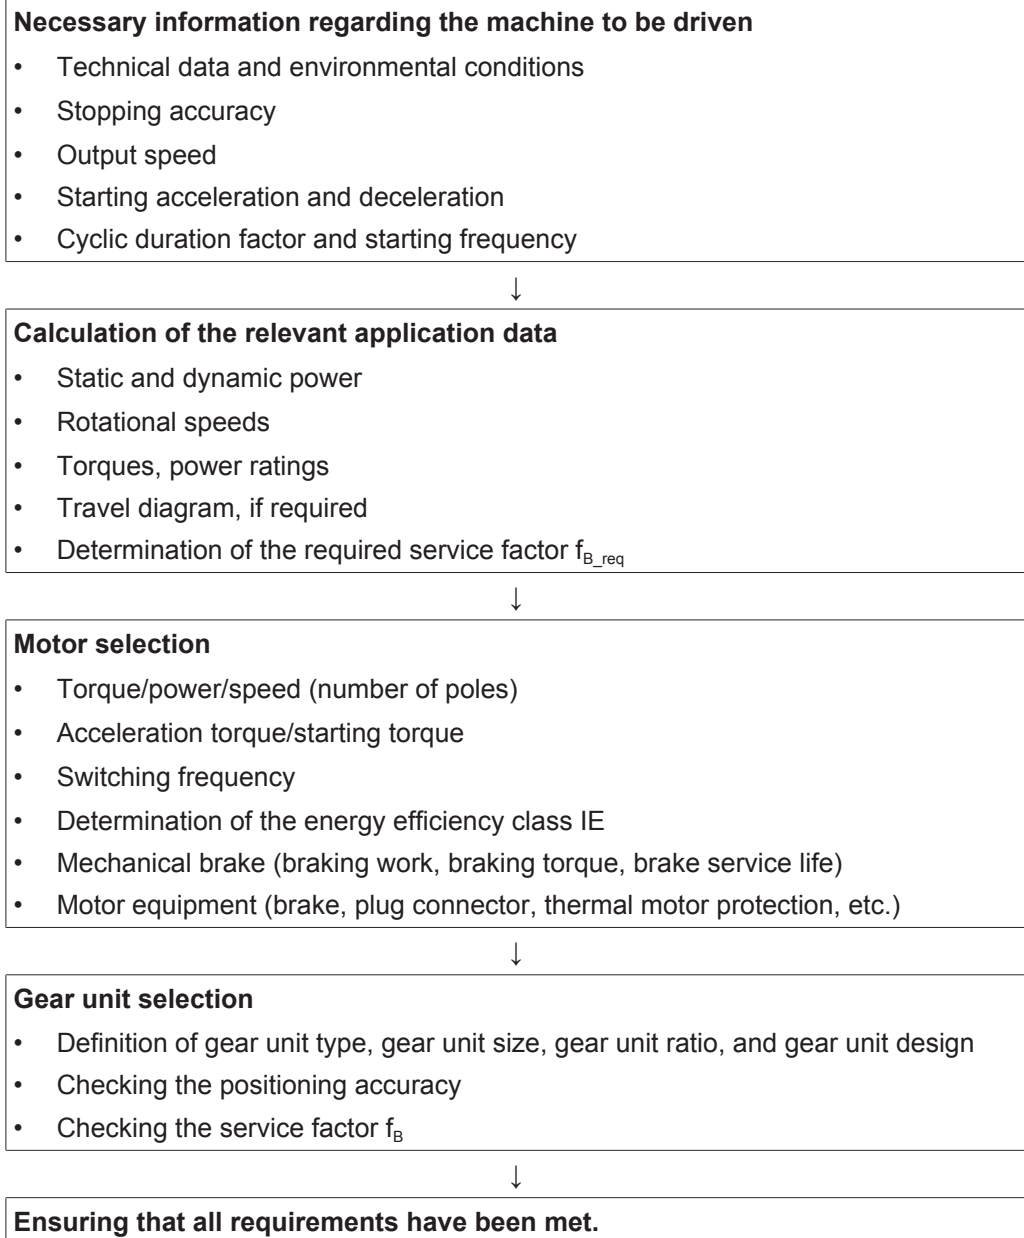 Necessary information regarding the machine to be driven
• Technical data and environmental conditions
• Stopping accuracy
• Output speed
• Starting acceleration and deceleration
• Cyclic duration factor and starting frequency
↓
Calculation of the relevant application data
• Static and dynamic power
• Rotational speeds
• Torques, power ratings
• Travel diagram, if required
• Determination of the required service factor f_B_req
↓
Motor selection
• Torque/power/speed (number of poles)
• Acceleration torque/starting torque
• Switching frequency
• Determination of the energy efficiency class IE
• Mechanical brake (braking work, braking torque, brake service life)
• Motor equipment (brake, plug connector, thermal motor protection, etc.)
↓
Gear unit selection
• Definition of gear unit type, gear unit size, gear unit ratio, and gear unit design
• Checking the positioning accuracy
• Checking the service factor f_B
↓
Ensuring that all requirements have been met.